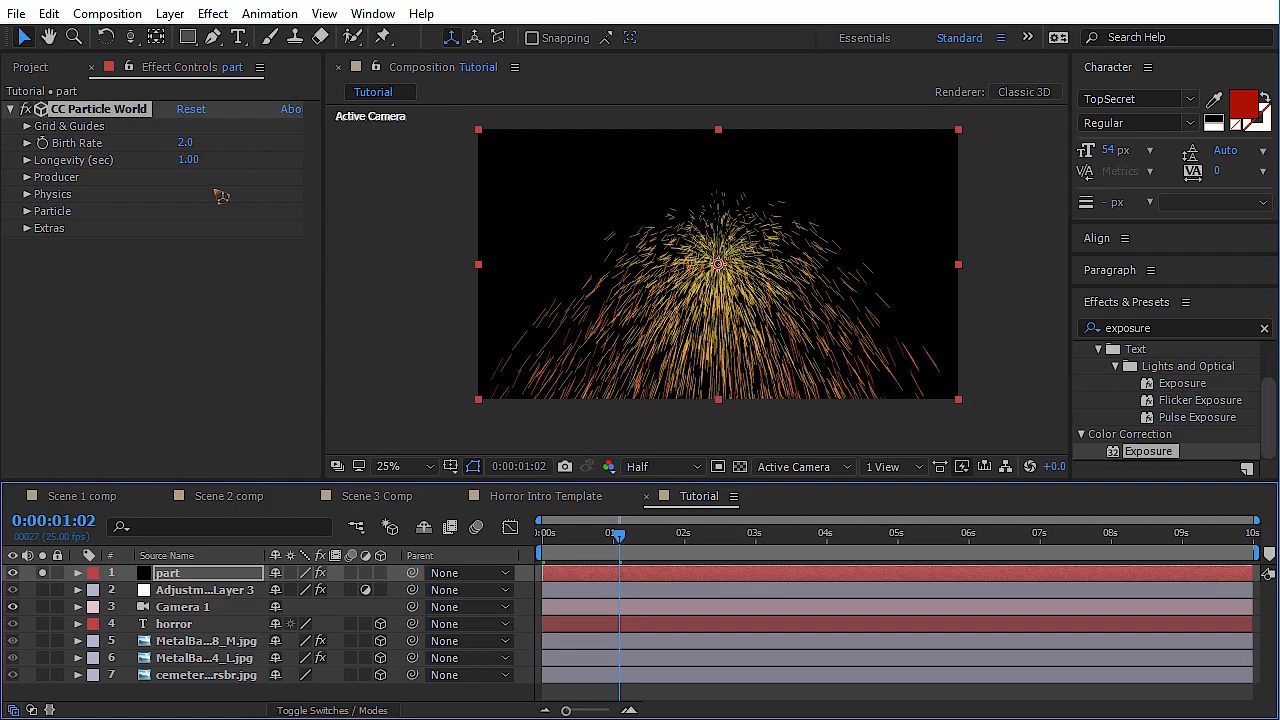 File Edit Composition Layer Effect Animation View Window Help
Snapping Essentials Standard Search Help
Project Effect Controls part
Tutorial • part
fx CC Particle World Reset Abo
Grid & Guides
Birth Rate 2.0
Longevity (sec) 1.00
Producer
Physics
Particle
Extras
Composition Tutorial
Tutorial Renderer: Classic 3D
Active Camera
25% 0:00:01:02 Half Active Camera 1 View +0.0
Character
TopSecret
Regular
54 px Auto
Metrics 0
- px
Align
Paragraph
Effects & Presets
exposure
Text
Lights and Optical
Exposure
Flicker Exposure
Pulse Exposure
Color Correction
Exposure
Scene 1 comp Scene 2 comp Scene 3 Comp Horror Intro Template Tutorial
0:00:01:02
00027 (25.00 fps)
:00s 02s 03s 04s 05s 06s 07s 08s 09s 10s
# Source Name fx Parent
1 part fx None
2 Adjustm...Layer 3 fx None
3 Camera 1 None
4 T horror None
5 MetalBa...8_M.jpg fx None
6 MetalBa...4_L.jpg fx None
7 cemeter...rsbr.jpg None
Toggle Switches / Modes